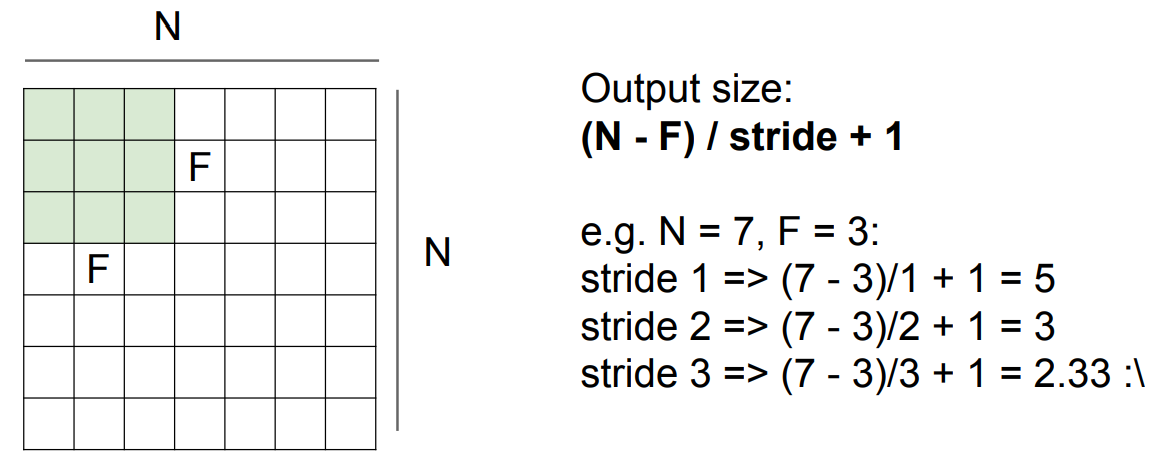 N
F
F
N
Output size:
(N - F) / stride + 1
e.g. N = 7, F = 3:
stride 1 => (7 - 3)/1 + 1 = 5
stride 2 => (7 - 3)/2 + 1 = 3
stride 3 => (7 - 3)/3 + 1 = 2.33 :\